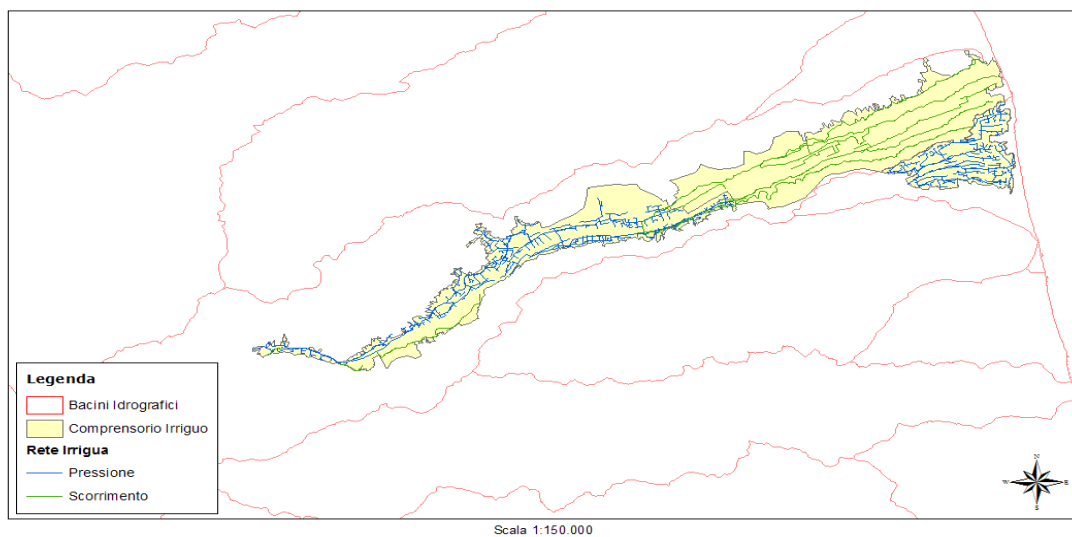 Legenda
Bacini Idrografici
Comprensorio Irriguo
Rete Irrigua
Pressione
Scorrimento
N
W E
S
Scala 1:150.000